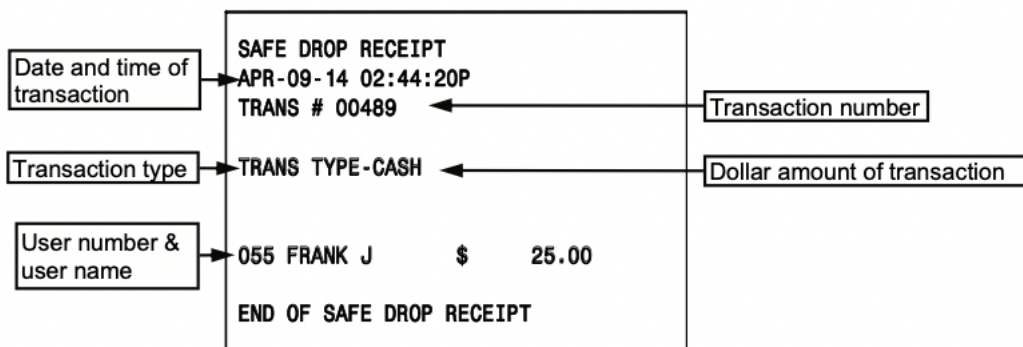 SAFE DROP RECEIPT
Date and time of
transaction
APR-09-14 02:44:20P
TRANS # 00489
Transaction number
Transaction type
TRANS TYPE-CASH
Dollar amount of transaction
User number &
user name
055 FRANK J $ 25.00
END OF SAFE DROP RECEIPT